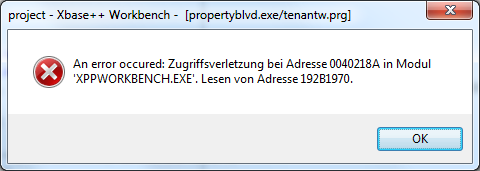 project - Xbase++ Workbench - [propertyblvd.exe/tenantw.prg]
An error occured: Zugriffsverletzung bei Adresse 0040218A in Modul
'XPPWORKBENCH.EXE'. Lesen von Adresse 192B1970.
OK